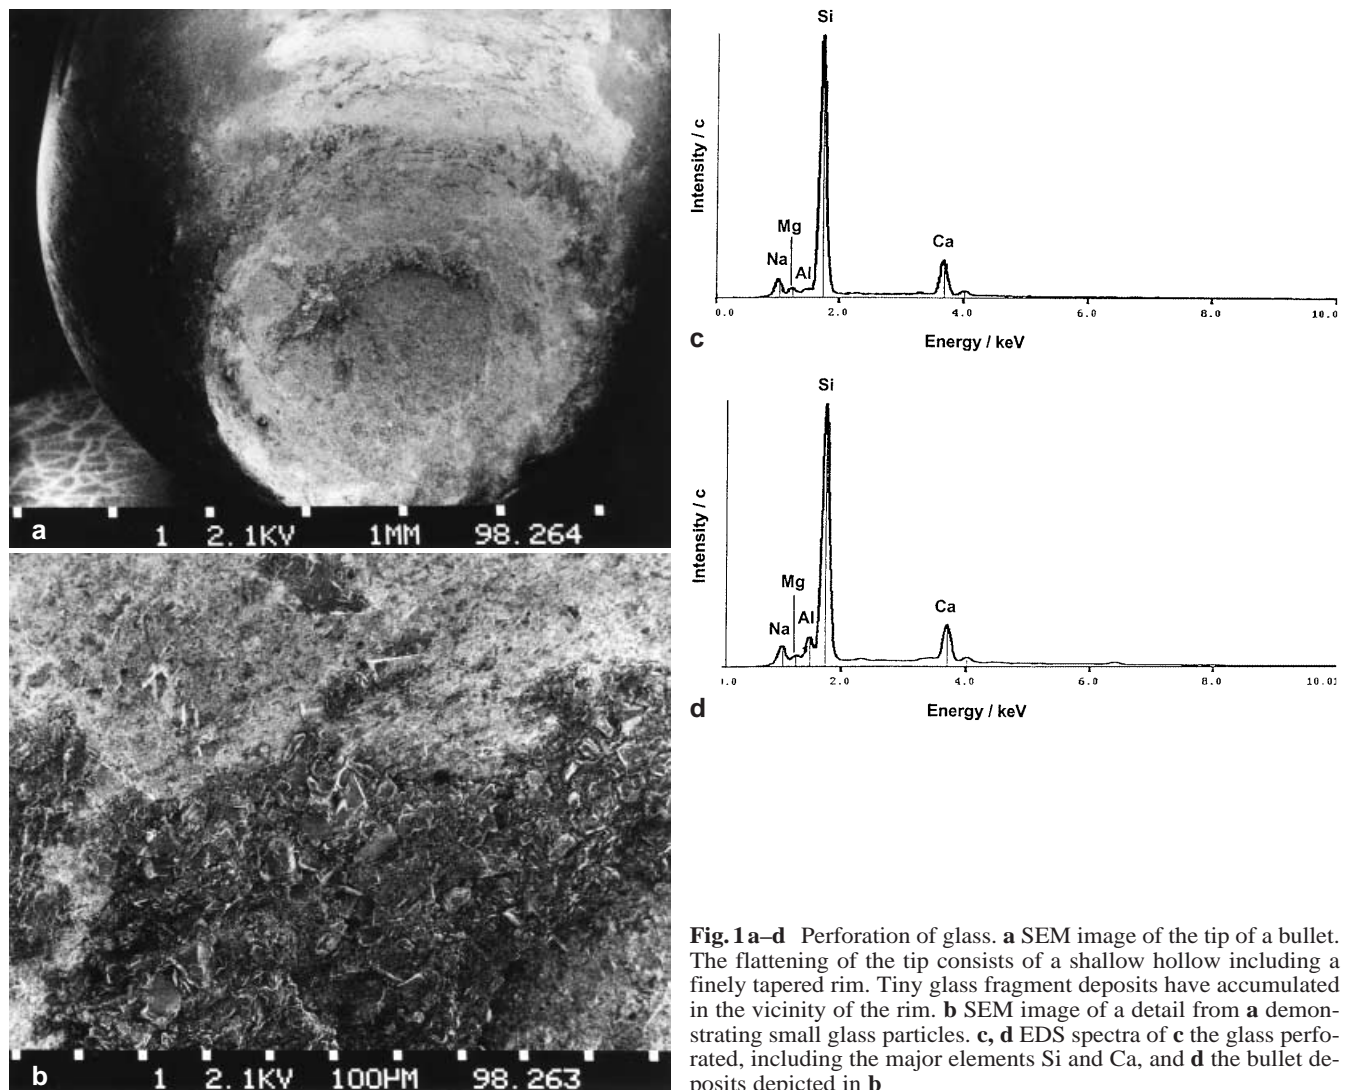 a
1 2.1KV 1MM 98.264
b
1 2.1KV 100µM 98.263
Si
Intensity / c
Mg
Na
Al
Ca
0.0 2.0 4.0 6.0 8.0 10.0
c
Energy / keV
Si
Intensity / c
Mg
Na
Al
Ca
1.0 2.0 4.0 6.0 8.0 10.0
d
Energy / keV
Fig. 1 a–d Perforation of glass. a SEM image of the tip of a bullet.
The flattening of the tip consists of a shallow hollow including a
finely tapered rim. Tiny glass fragment deposits have accumulated
in the vicinity of the rim. b SEM image of a detail from a demon-
strating small glass particles. c, d EDS spectra of c the glass perfo-
rated, including the major elements Si and Ca, and d the bullet de-
posits depicted in b